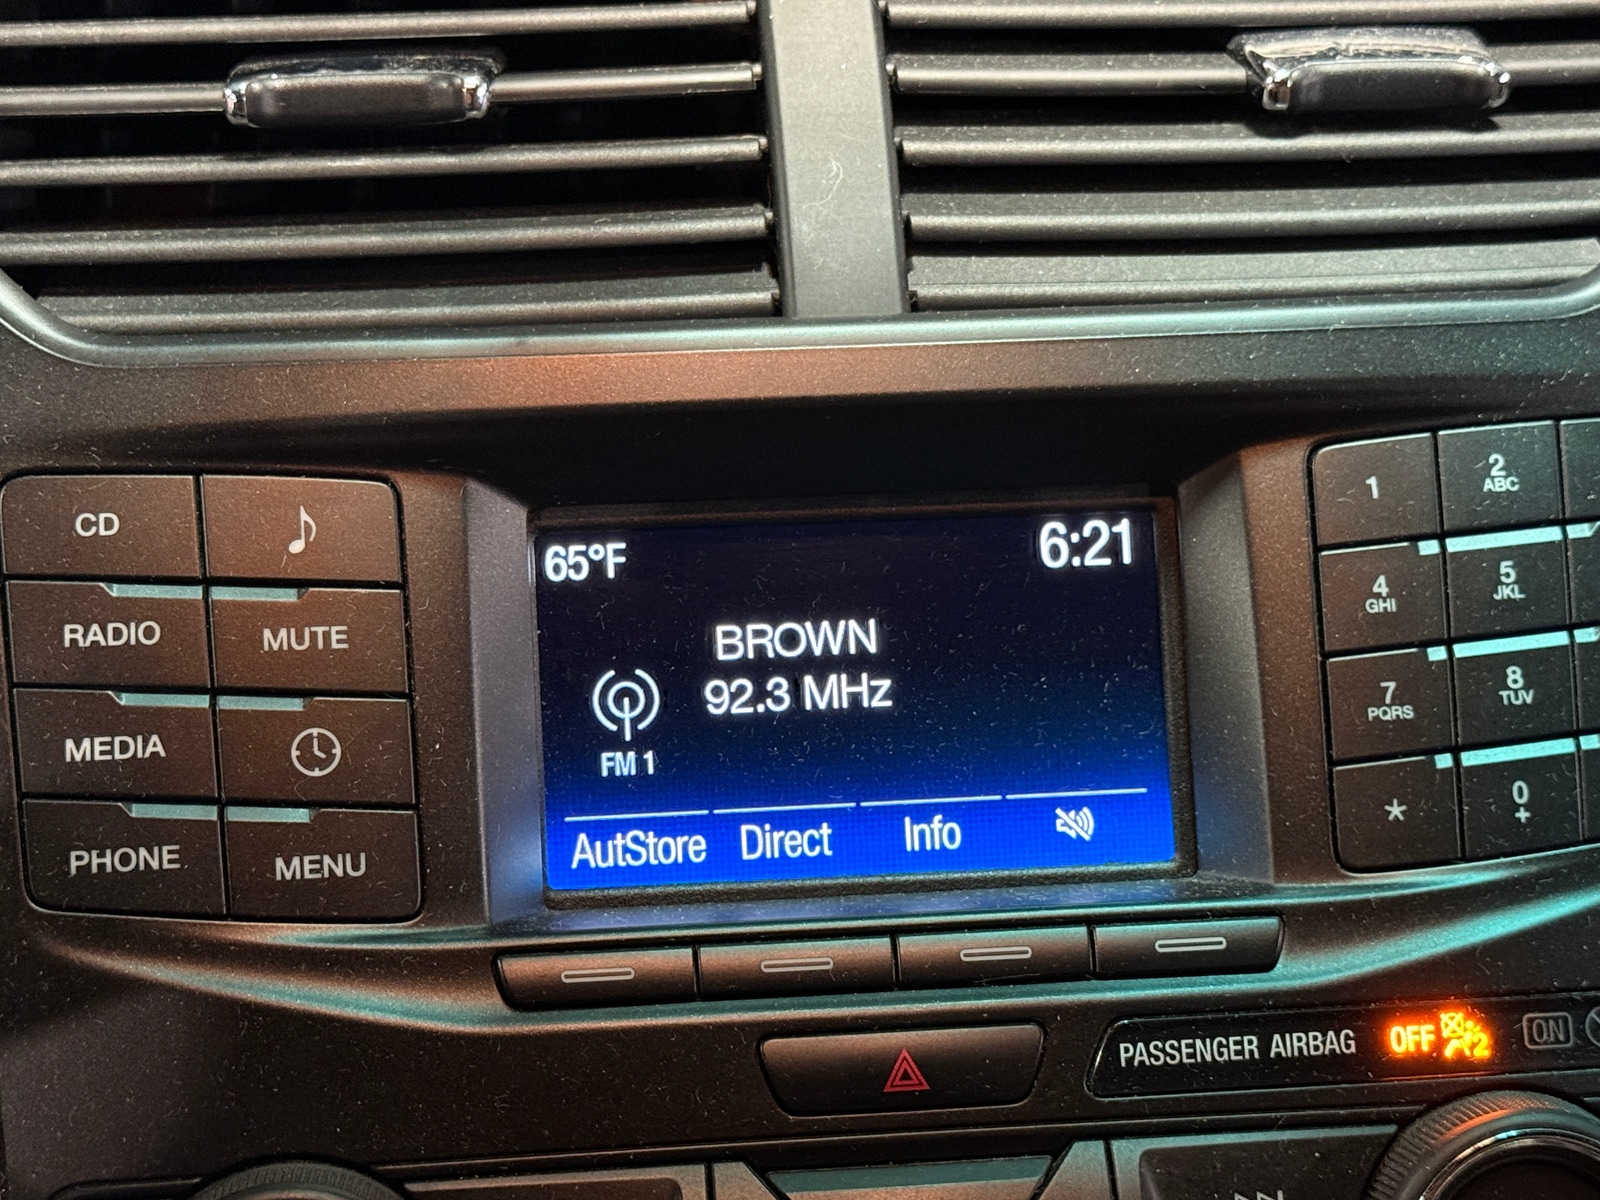 65°F
6:21
BROWN
92.3 MHz
FM 1
AutStore Direct Info
CD
RADIO MUTE
MEDIA
PHONE MENU
1 2 ABC
4 GHI 5 JKL
7 PQRS 8 TUV
* 0 +
PASSENGER AIRBAG OFF 2 ON